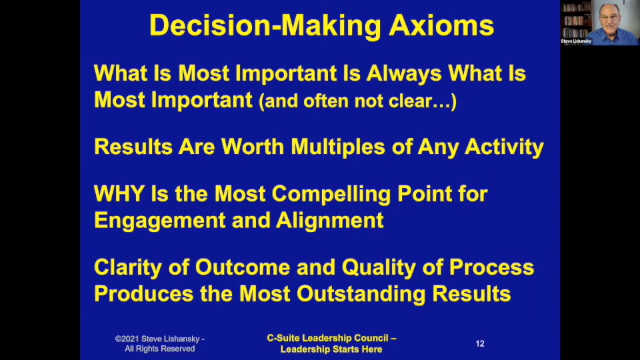 Decision-Making Axioms
Steve Lishansky
What Is Most Important Is Always What Is
Most Important (and often not clear…)
Results Are Worth Multiples of Any Activity
WHY Is the Most Compelling Point for
Engagement and Alignment
Clarity of Outcome and Quality of Process
Produces the Most Outstanding Results
©2021 Steve Lishansky -
All Rights Reserved
C-Suite Leadership Council –
Leadership Starts Here
12